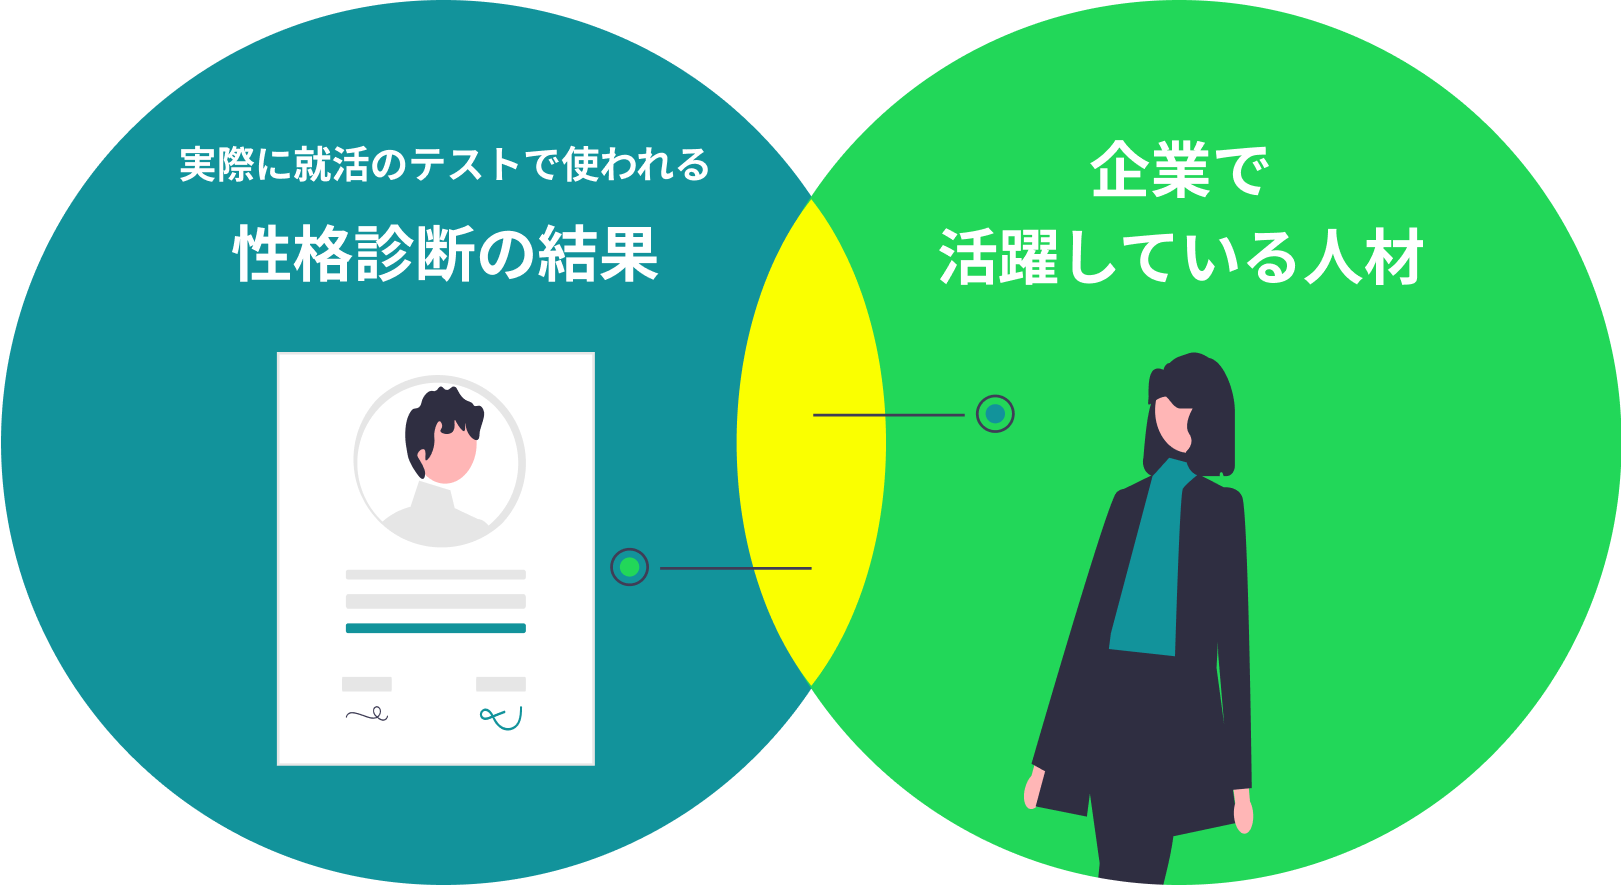 実際に就活のテストで使われる
性格診断の結果
企業で
活躍している人材